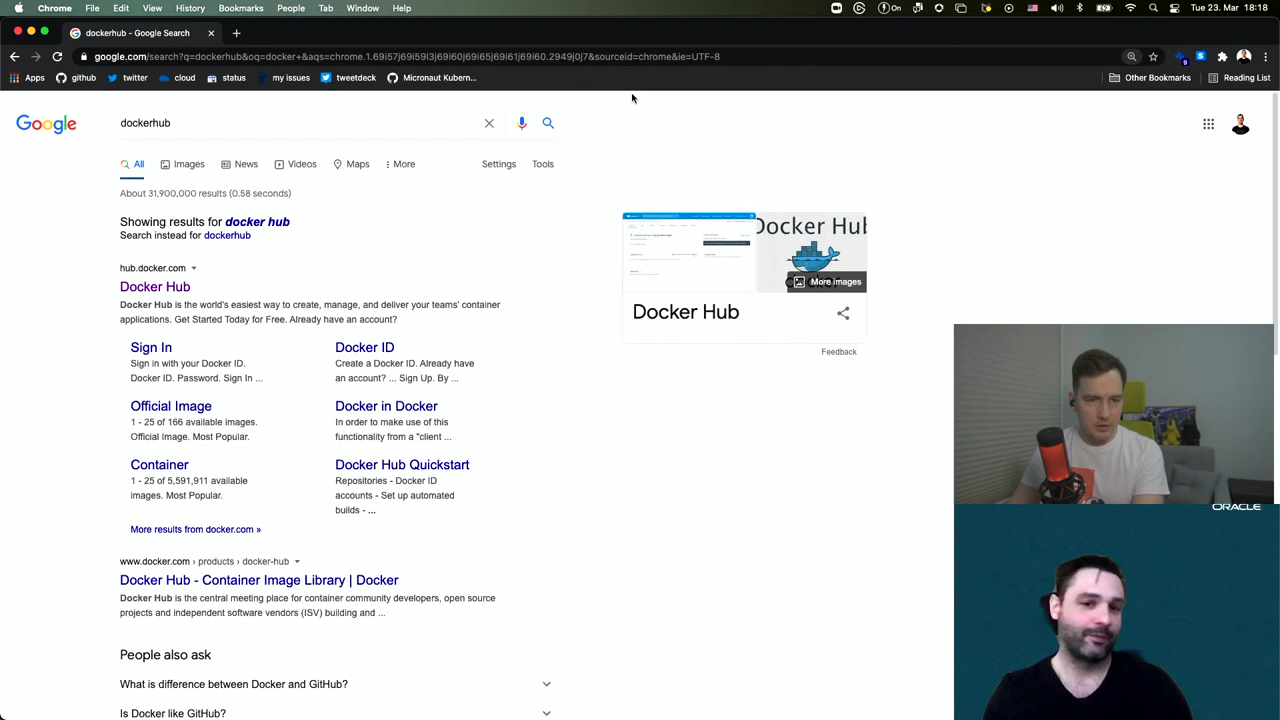 Chrome File Edit View History Bookmarks People Tab Window Help
On
Tue 23. Mar 18:18
dockerhub - Google Search
google.com/search?q=dockerhub&oq=docker+&aqs=chrome.1.69i57j69i59l3j69i60j69i65j69i61j69i60.2949j0j7&sourceid=chrome&ie=UTF-8
9
S
Apps github twitter cloud status my issues tweetdeck Micronaut Kubern... Other Bookmarks Reading List
Google
dockerhub
All Images News Videos Maps More Settings Tools
About 31,900,000 results (0.58 seconds)
Showing results for docker hub
Search instead for dockerhub
hub.docker.com
Docker Hub
Docker Hub is the world's easiest way to create, manage, and deliver your teams' container
applications. Get Started Today for Free. Already have an account?
Sign In
Sign in with your Docker ID.
Docker ID. Password. Sign In ...
Docker ID
Create a Docker ID. Already have
an account? ... Sign Up. By ...
Official Image
1 - 25 of 166 available images.
Official Image. Most Popular.
Docker in Docker
In order to make use of this
functionality from a "client ...
Container
1 - 25 of 5,591,911 available
images. Most Popular.
Docker Hub Quickstart
Repositories - Docker ID
accounts - Set up automated
builds - ...
More results from docker.com »
www.docker.com › products › docker-hub
Docker Hub - Container Image Library | Docker
Docker Hub is the central meeting place for container community developers, open source
projects and independent software vendors (ISV) building and ...
People also ask
What is difference between Docker and GitHub?
Is Docker like GitHub?
Docker Hub
More images
Docker Hub
Feedback
ORACLE